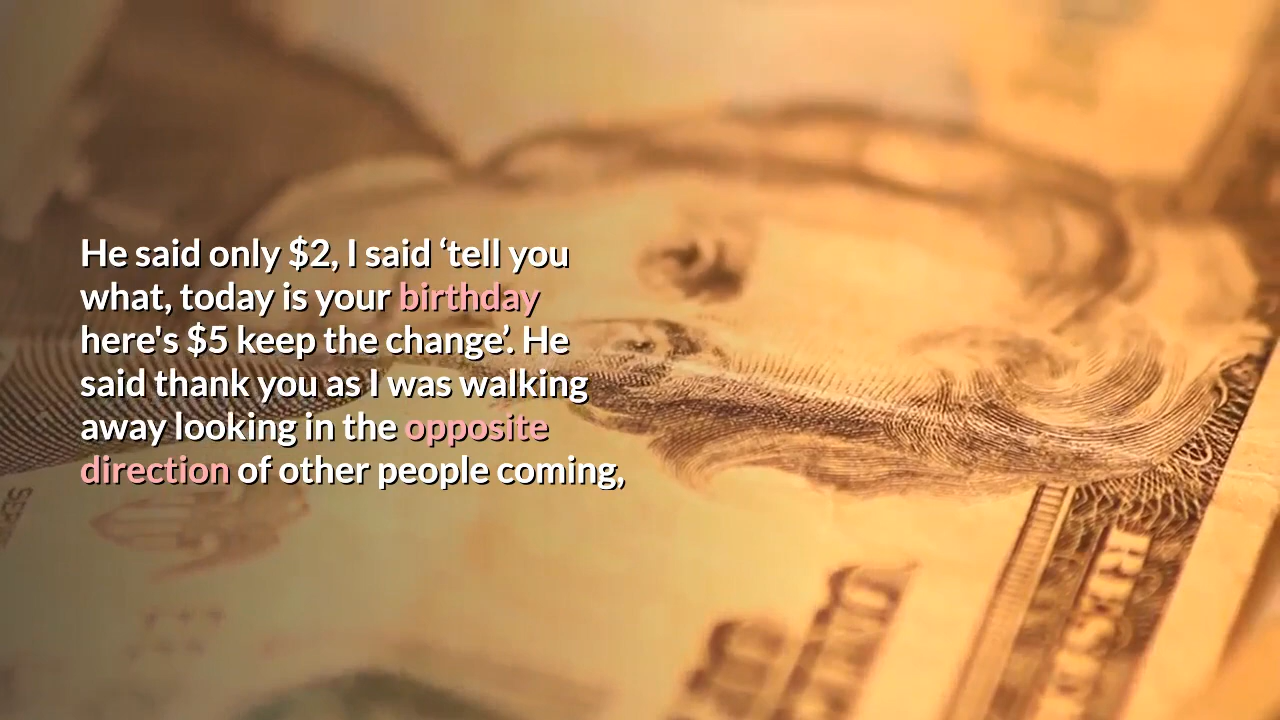 He said only $2, I said ‘tell you
what, today is your birthday
here's $5 keep the change’. He
said thank you as I was walking
away looking in the opposite
direction of other people coming,